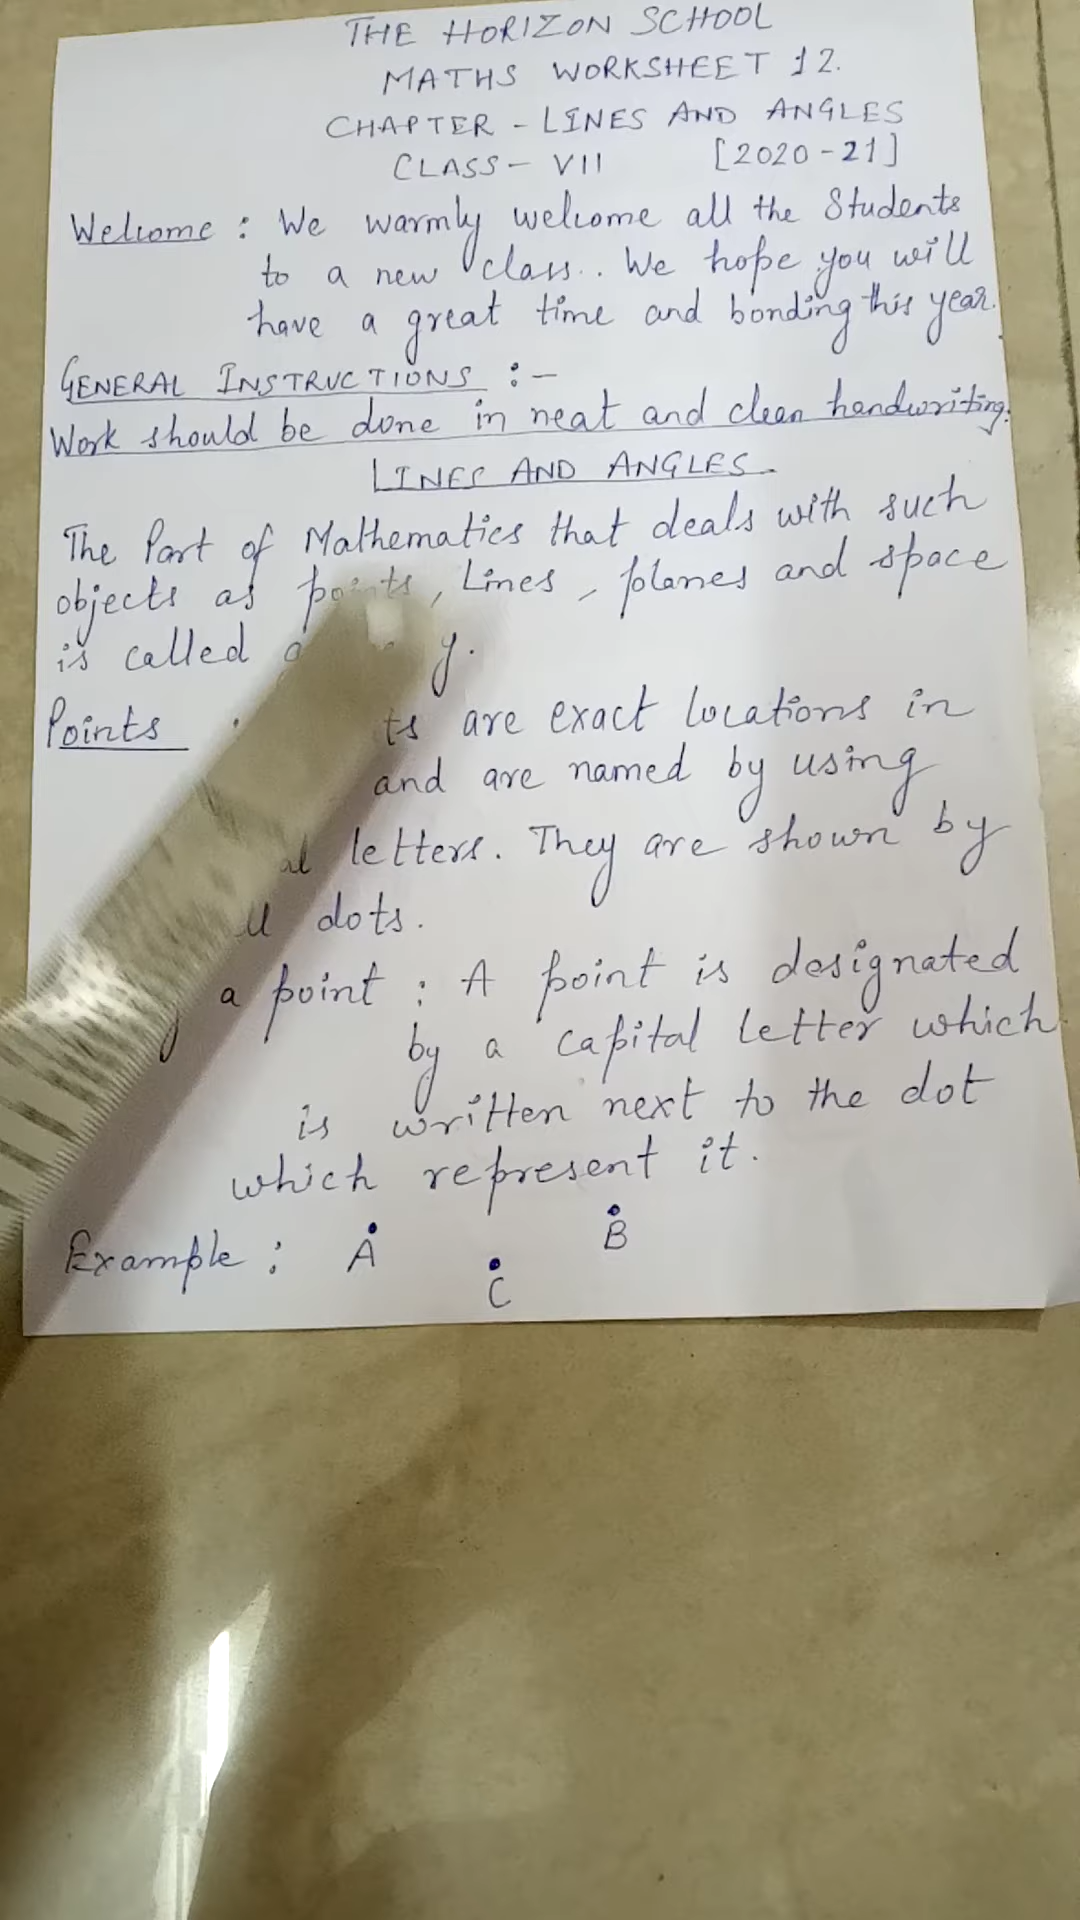 THE HORIZON SCHOOL
MATHS WORKSHEET 12.
CHAPTER - LINES AND ANGLES
CLASS - VII [2020-21]
Welcome : We warmly welcome all the Students
to a new class.. We hope you will
have a great time and bonding this year.
GENERAL INSTRUCTIONS :-
Work should be done in neat and clean handwriting.
LINES AND ANGLES
The Part of Mathematics that deals with such
objects as points, Lines, planes and space
is called
Points are exact locations in
and are named by using
letters. They are shown by
dots.
a point : A point is designated
by a capital letter which
is written next to the dot
which represent it.
Example : A B
C